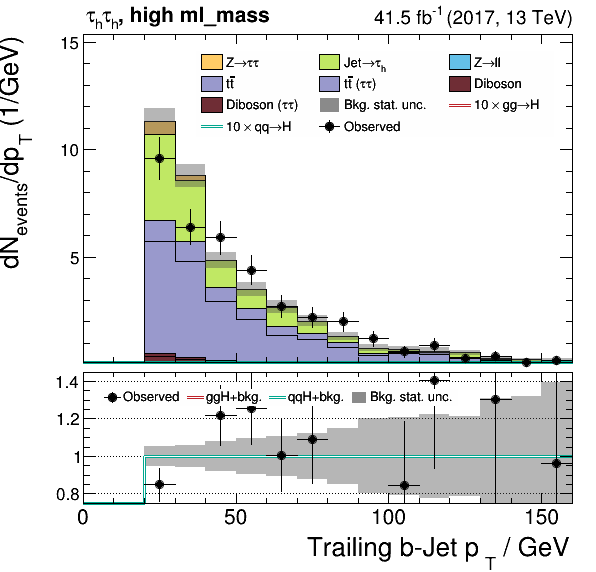 τhτh, high ml_mass 41.5 fb-1 (2017, 13 TeV)
dNevents/dpT (1/GeV)
15
10
5
Z→ττ Jet→τh Z→ll
tt̄ tt̄ (ττ) Diboson
Diboson (ττ) Bkg. stat. unc. 10 × gg→H
10 × qq→H Observed
1.4
1.2
1.0
0.8
Observed ggH+bkg. qqH+bkg. Bkg. stat. unc.
0 50 100 150
Trailing b-Jet pT / GeV